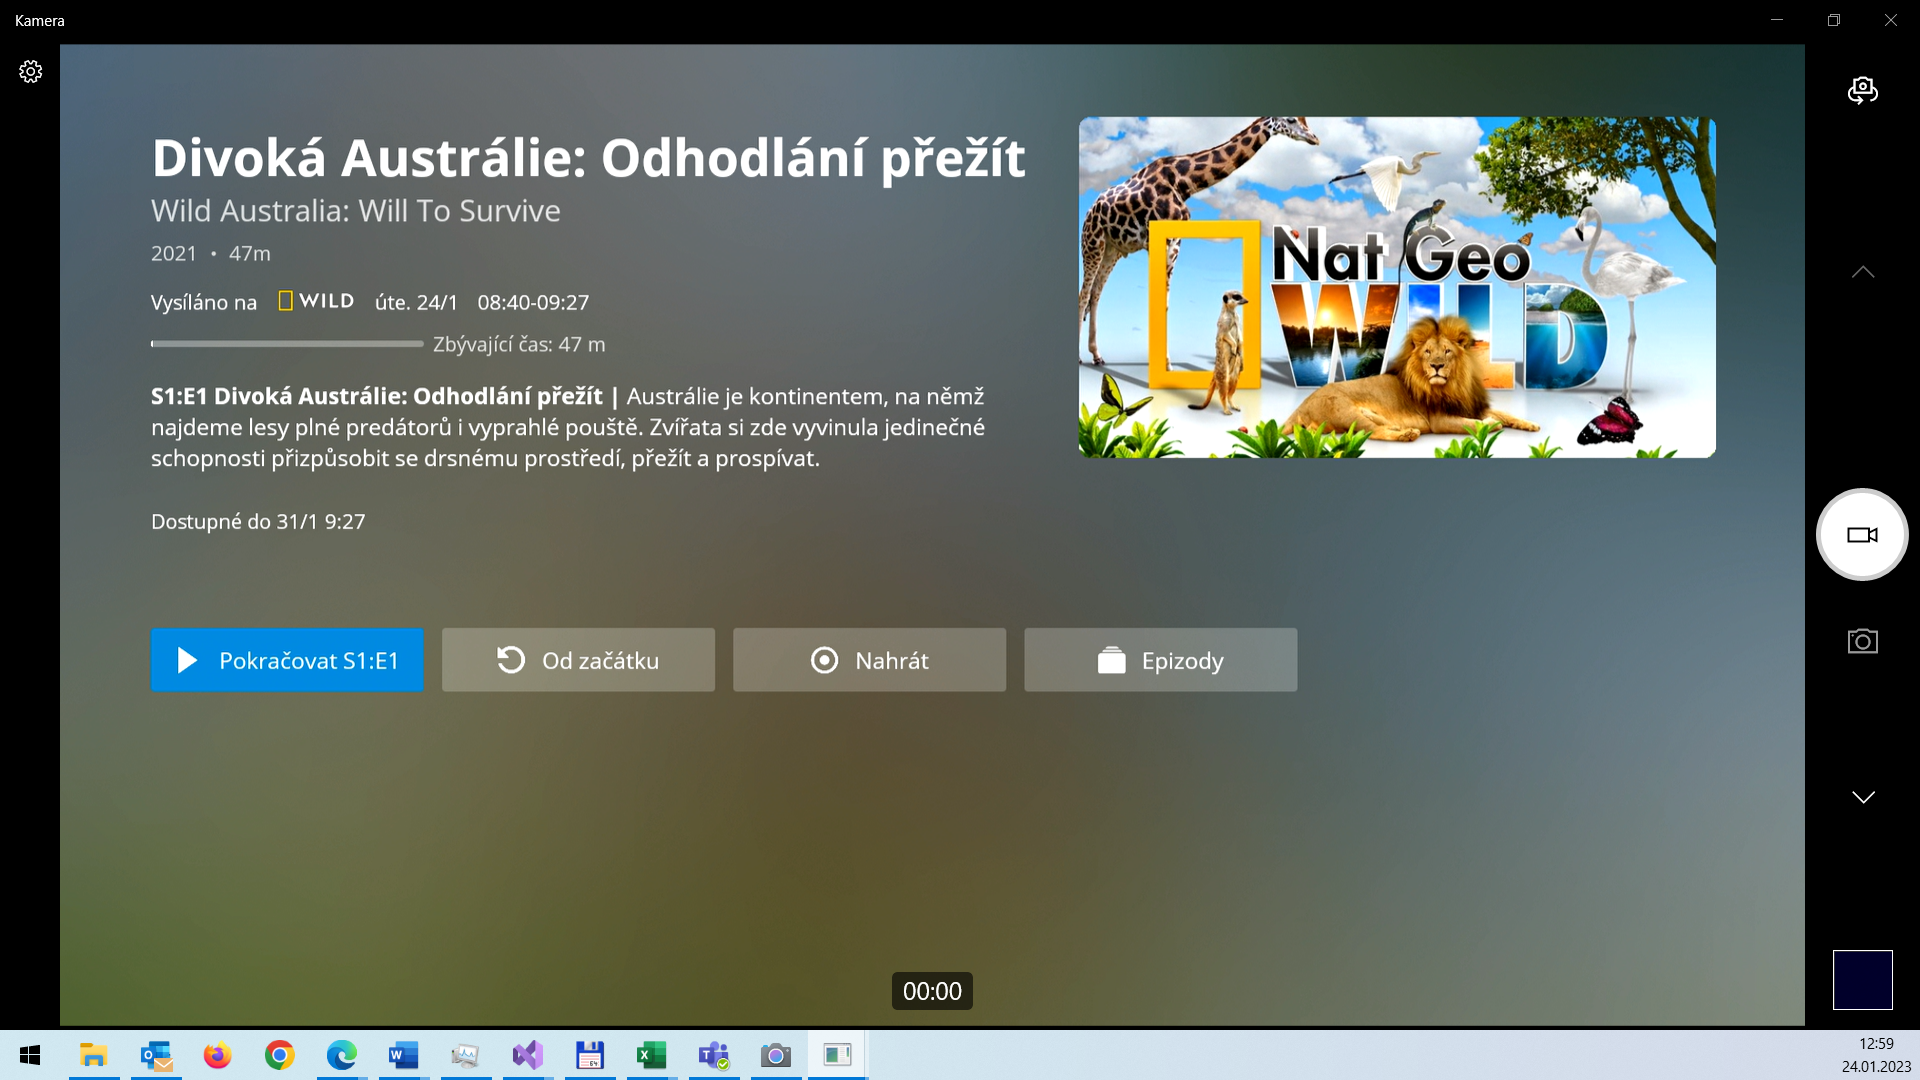 Kamera
Divoká Austrálie: Odhodlání přežít
Wild Australia: Will To Survive
2021 • 47m
Vysíláno na WILD úte. 24/1 08:40-09:27
Zbývající čas: 47 m
S1:E1 Divoká Austrálie: Odhodlání přežít | Austrálie je kontinentem, na němž
najdeme lesy plné predátorů i vyprahlé pouště. Zvířata si zde vyvinula jedinečné
schopnosti přizpůsobit se drsnému prostředí, přežít a prospívat.
Dostupné do 31/1 9:27
Nat Geo
WILD
Pokračovat S1:E1
Od začátku
Nahrát
Epizody
00:00
12:59
24.01.2023